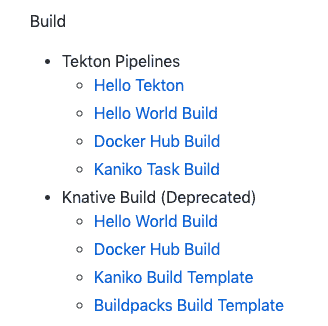 Build
Tekton Pipelines
Hello Tekton
Hello World Build
Docker Hub Build
Kaniko Task Build
Knative Build (Deprecated)
Hello World Build
Docker Hub Build
Kaniko Build Template
Buildpacks Build Template